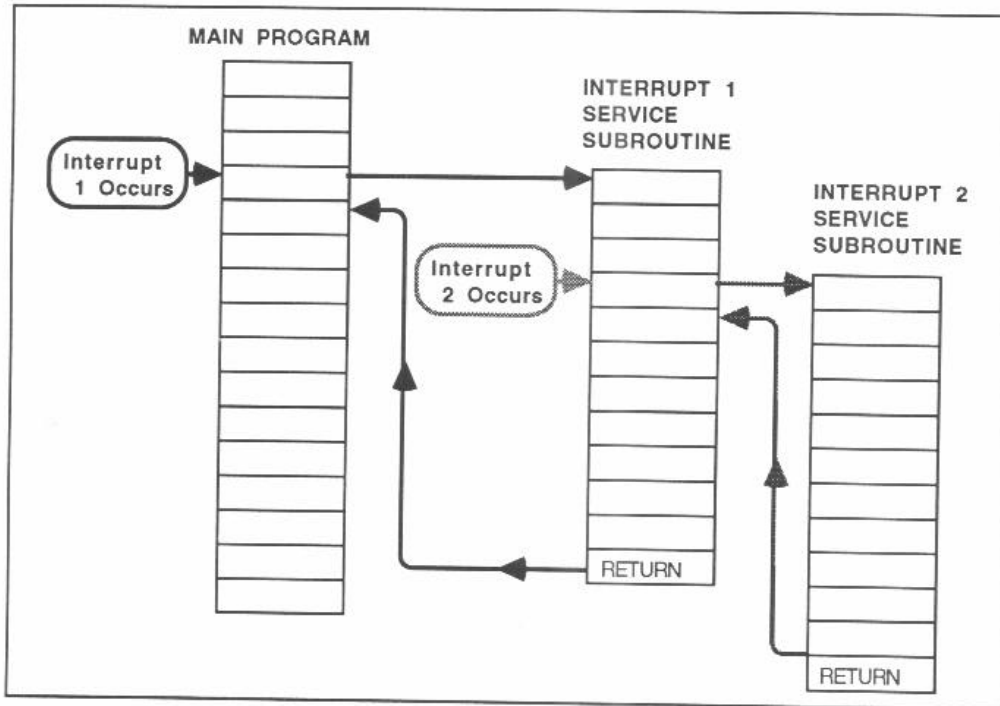 MAIN PROGRAM
INTERRUPT 1
SERVICE
SUBROUTINE
Interrupt
1 Occurs
INTERRUPT 2
SERVICE
SUBROUTINE
Interrupt
2 Occurs
RETURN
RETURN